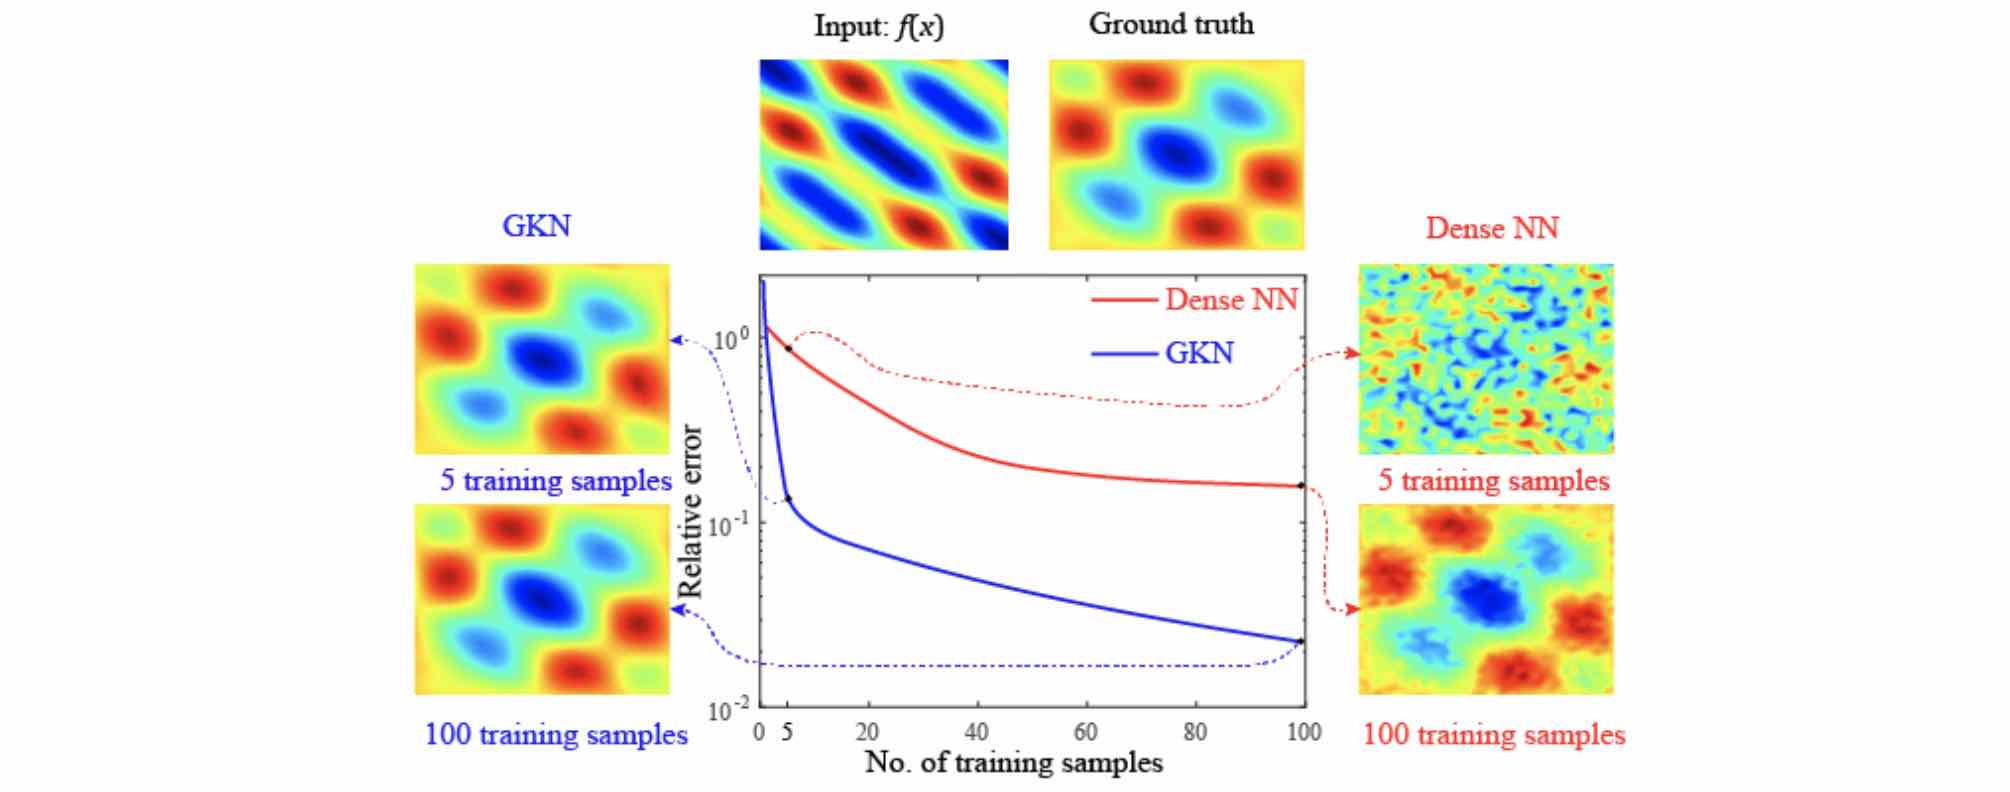 Input: f(x)
Ground truth
GKN
Dense NN
5 training samples
100 training samples
Relative error
10^0
10^-1
10^-2
Dense NN
GKN
0 5 20 40 60 80 100
No. of training samples
5 training samples
100 training samples